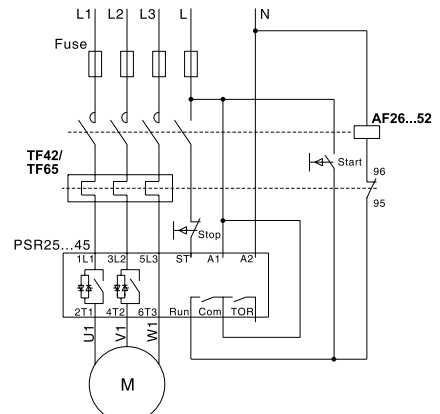 L1 L2 L3 L N
Fuse
AF26...52
TF42/
TF65
Start
96
95
Stop
PSR25...45
1L1 3L2 5L3 ST A1 A2
2T1 4T2 6T3 Run Com TOR
U1 V1 W1
M